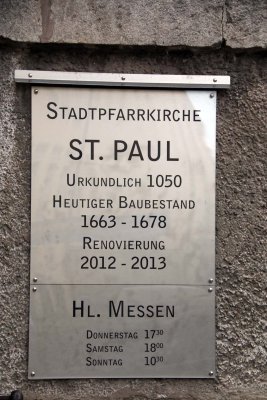 STADTPFARRKIRCHE
ST. PAUL
URKUNDLICH 1050
HEUTIGER BAUBESTAND
1663 - 1678
RENOVIERUNG
2012 - 2013
HL. MESSEN
DONNERSTAG 17³⁰
SAMSTAG 18⁰⁰
SONNTAG 10³⁰